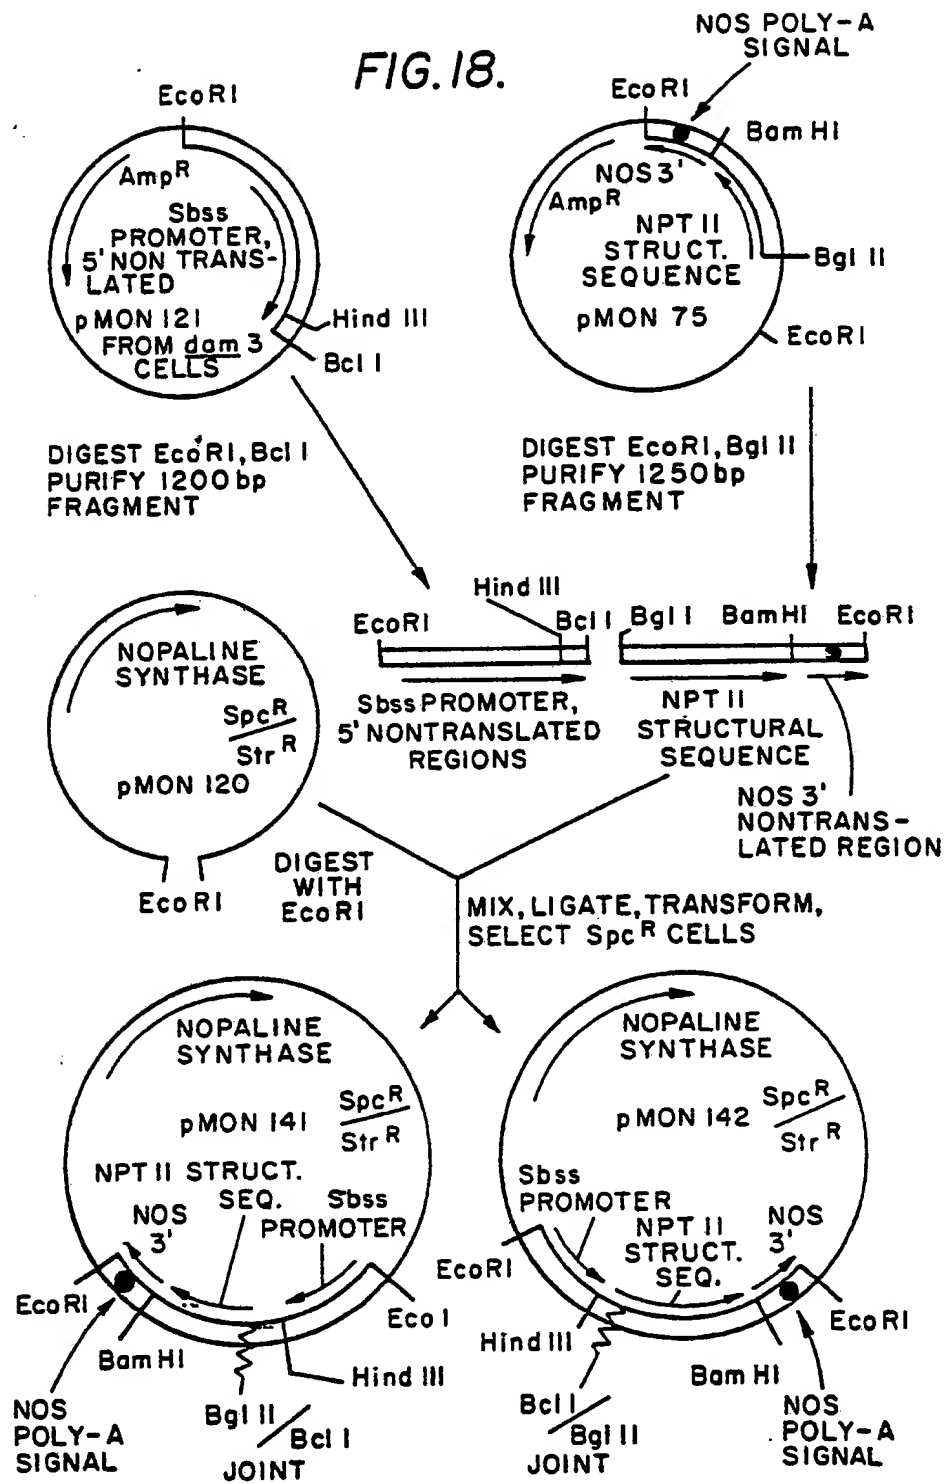 FIG. 18.
EcoRI
AmpR
Sbss
PROMOTER,
5' NON TRANS-
LATED
pMON 121
FROM dam 3
CELLS
Hind III
Bcl I
NOS POLY-A
SIGNAL
EcoRI
Bam HI
NOS 3'
AmpR
NPT II
STRUCT.
SEQUENCE
Bgl II
pMON 75
EcoRI
DIGEST EcoRI, Bcl I
PURIFY 1200 bp
FRAGMENT
DIGEST EcoRI, Bgl II
PURIFY 1250 bp
FRAGMENT
Hind III
EcoRI
Bcl I
Bgl I
BamHI
EcoRI
Sbss PROMOTER,
5' NONTRANSLATED
REGIONS
NPT II
STRUCTURAL
SEQUENCE
NOS 3'
NONTRANS-
LATED REGION
NOPALINE
SYNTHASE
SpcR
StrR
pMON 120
EcoRI
DIGEST
WITH
EcoRI
MIX, LIGATE, TRANSFORM,
SELECT SpcR CELLS
NOPALINE
SYNTHASE
SpcR
pMON 141
StrR
NPT II STRUCT.
SEQ.
Sbss
PROMOTER
NOS
3'
EcoRI
Eco I
Bam HI
Hind III
Bgl II
Bcl I
JOINT
NOS
POLY-A
SIGNAL
NOPALINE
SYNTHASE
SpcR
pMON 142
StrR
Sbss
PROMOTER
NPT II
STRUCT.
SEQ.
NOS
3'
EcoRI
EcoRI
Hind III
Bam HI
Bcl I
Bgl II
JOINT
NOS
POLY-A
SIGNAL